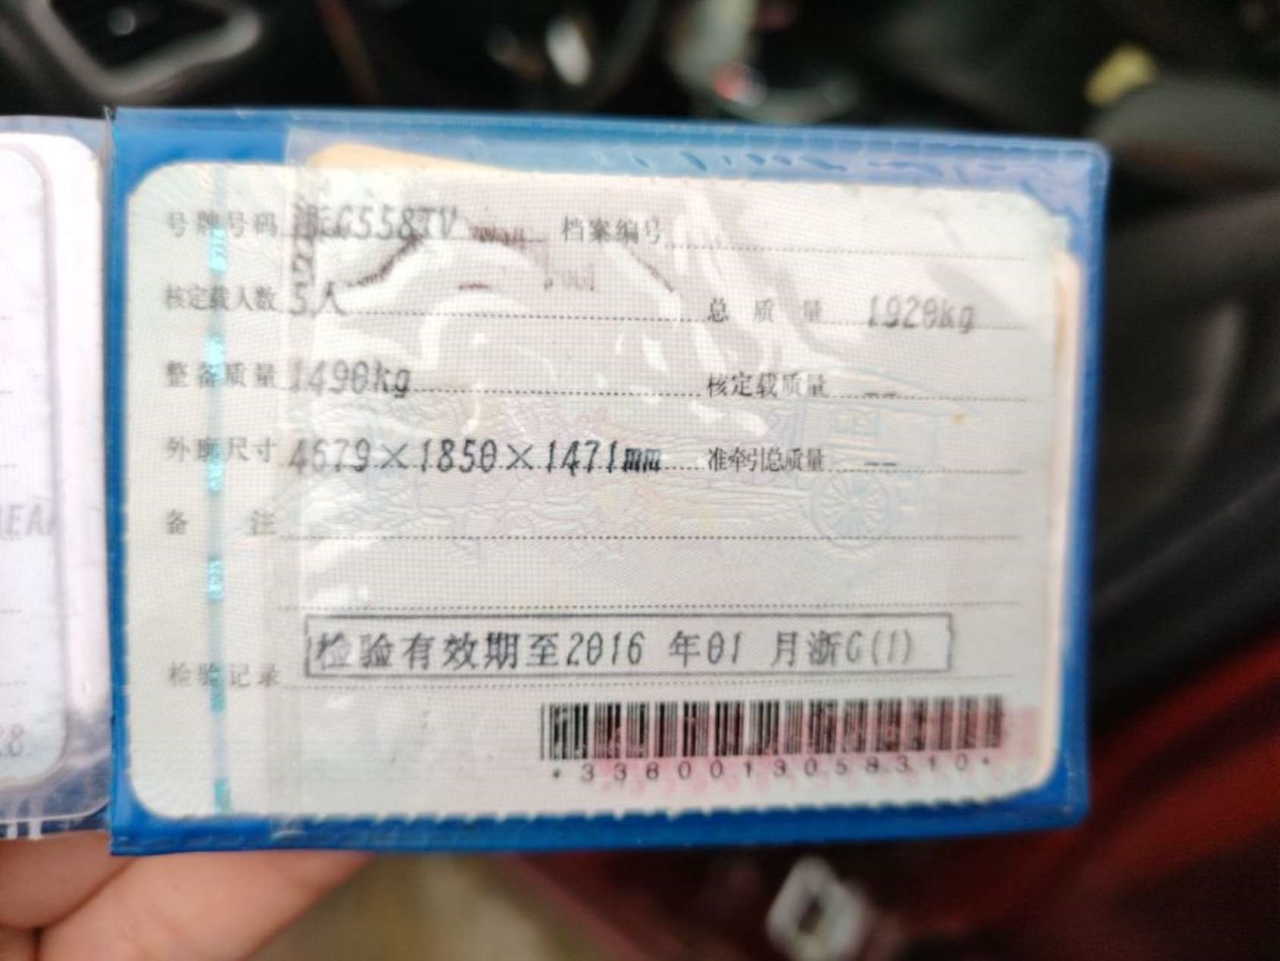 号牌号码 浙G558TV 档案编号
核定载人数 5人 总质量 1920kg
整备质量 1490kg 核定载质量 --
外廓尺寸 4679×1850×1471mm 准牵引总质量 --
备注
检验记录 检验有效期至2016 年01 月浙G(1)
*3360013058310*